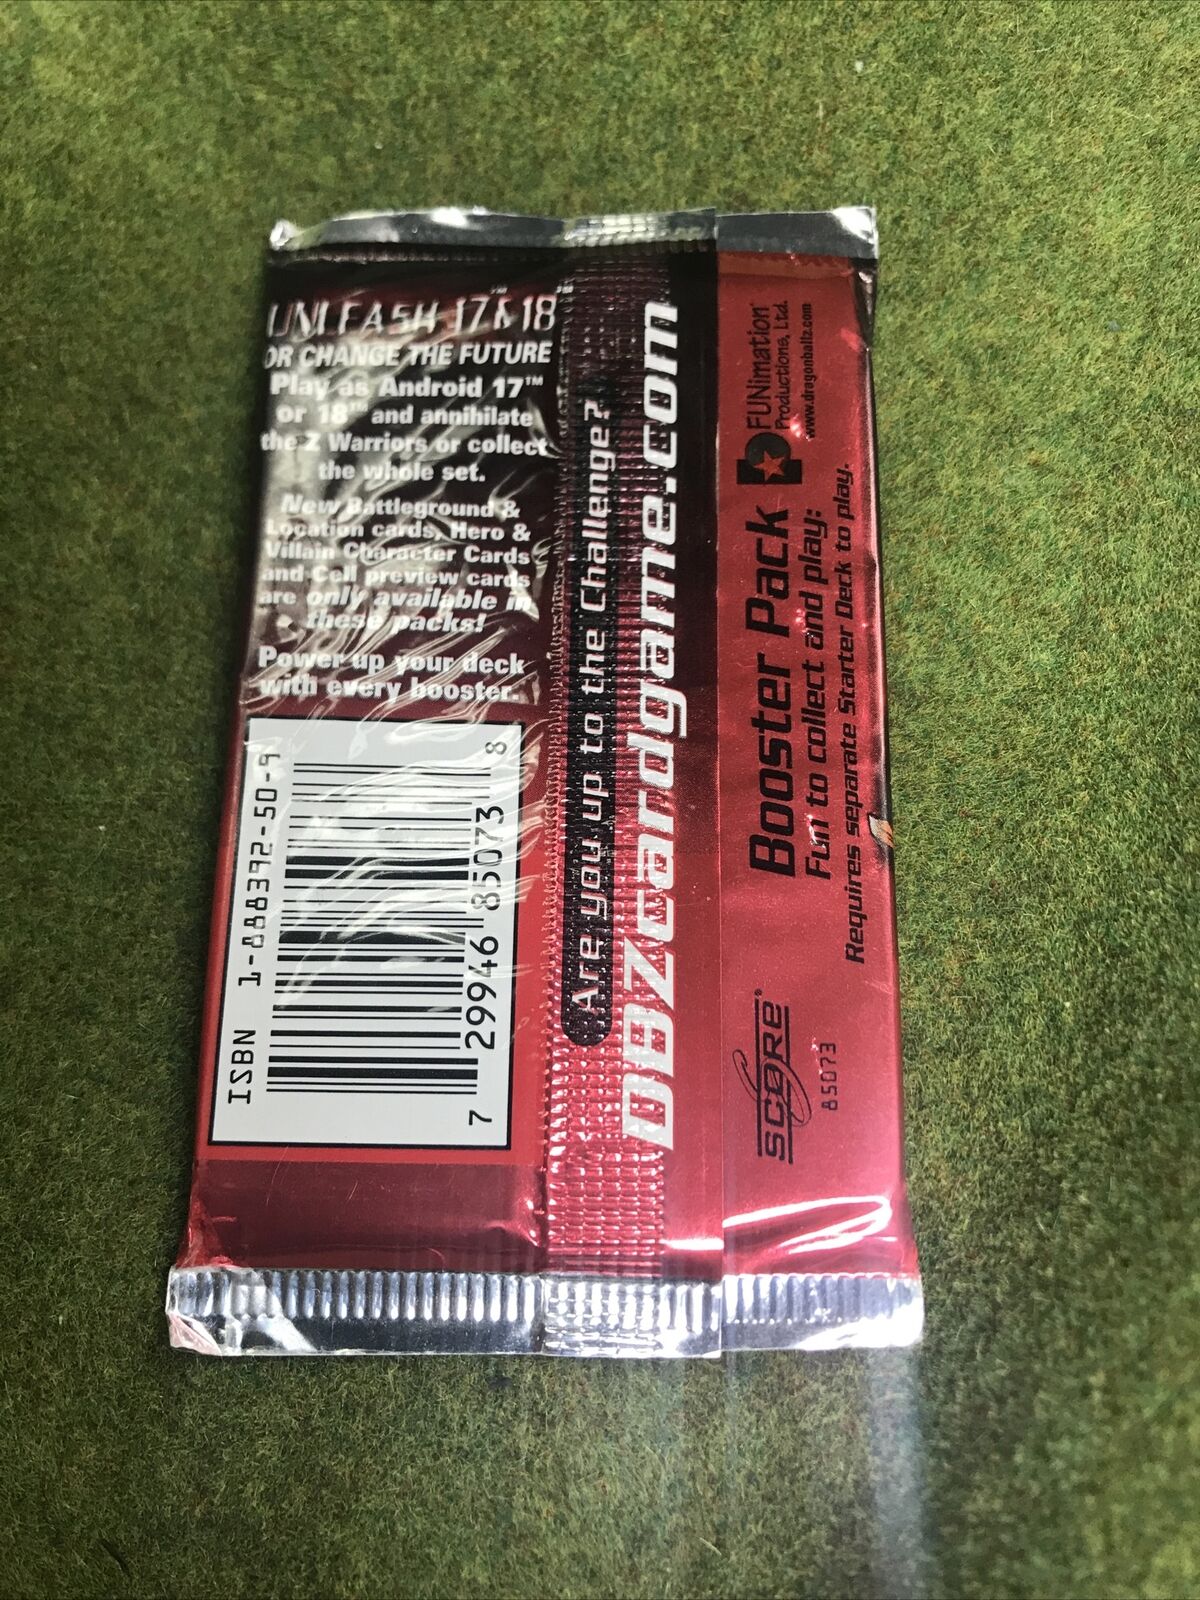 UNLEASH 17™ & 18™
OR CHANGE THE FUTURE
Play as Android 17™
or 18™ and annihilate
the Z Warriors or collect
the whole set.
New Battleground &
Location cards, Hero &
Villain Character Cards
and Cell preview cards
are only available in
these packs!
Power up your deck
with every booster.
ISBN 1-888392-50-9
7 29946 85073 8
Are you up to the Challenge?
DBZcardgame.com
Booster Pack
Fun to collect and play:
Requires separate Starter Deck to play.
FUNimation®
Productions, Ltd.
www.dragonballz.com
SCORE®
85073